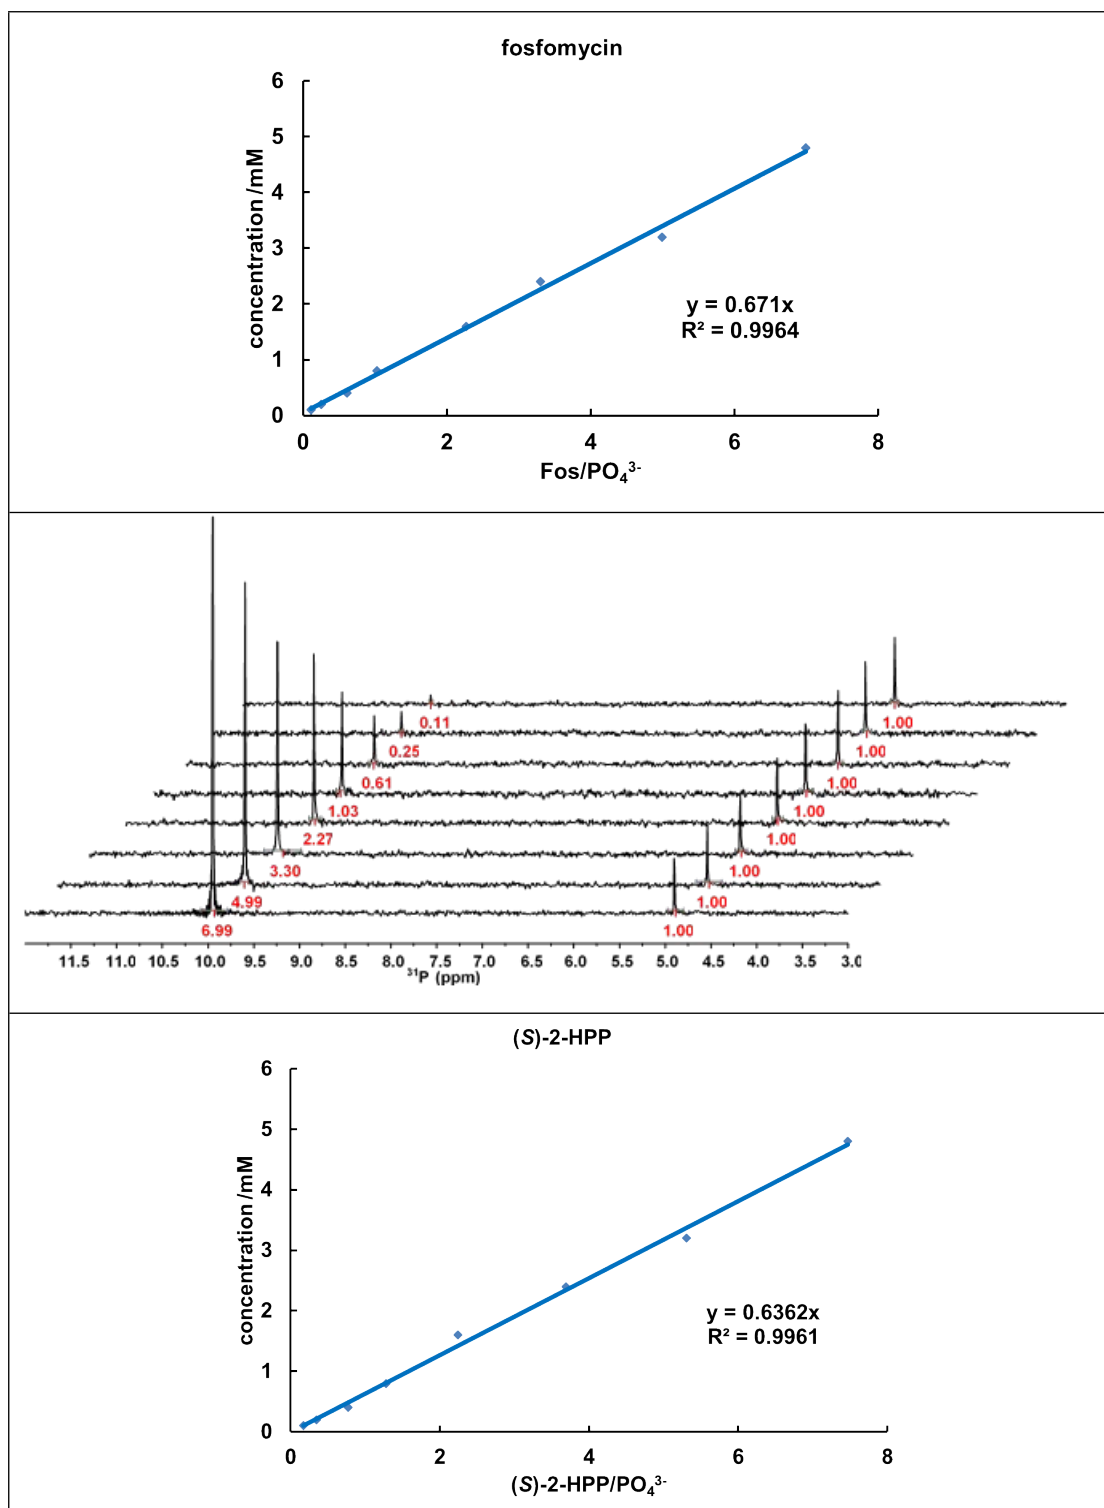 fosfomycin
6
5
4
3
2
1
0
concentration /mM
y = 0.671x
R² = 0.9964
0 2 4 6 8
Fos/PO₄³⁻
0.11 1.00
0.25 1.00
0.61 1.00
1.03 1.00
2.27 1.00
3.30 1.00
4.99 1.00
6.99 1.00
11.5 11.0 10.5 10.0 9.5 9.0 8.5 8.0 7.5 7.0 6.5 6.0 5.5 5.0 4.5 4.0 3.5 3.0
³¹P (ppm)
(S)-2-HPP
6
5
4
3
2
1
0
concentration /mM
y = 0.6362x
R² = 0.9961
0 2 4 6 8
(S)-2-HPP/PO₄³⁻